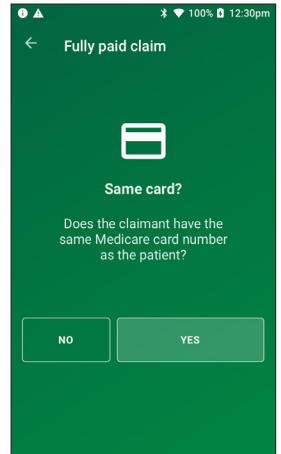 100% 12:30pm
Fully paid claim
Same card?
Does the claimant have the
same Medicare card number
as the patient?
NO YES